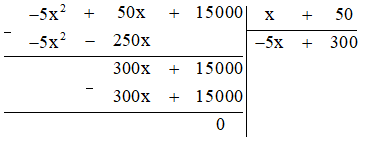 −5x² + 50x + 15000 | x + 50
− −5x² − 250x | −5x + 300
300x + 15000
− 300x + 15000
0